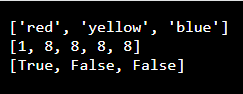 ['red', 'yellow', 'blue']
[1, 8, 8, 8, 8]
[True, False, False]